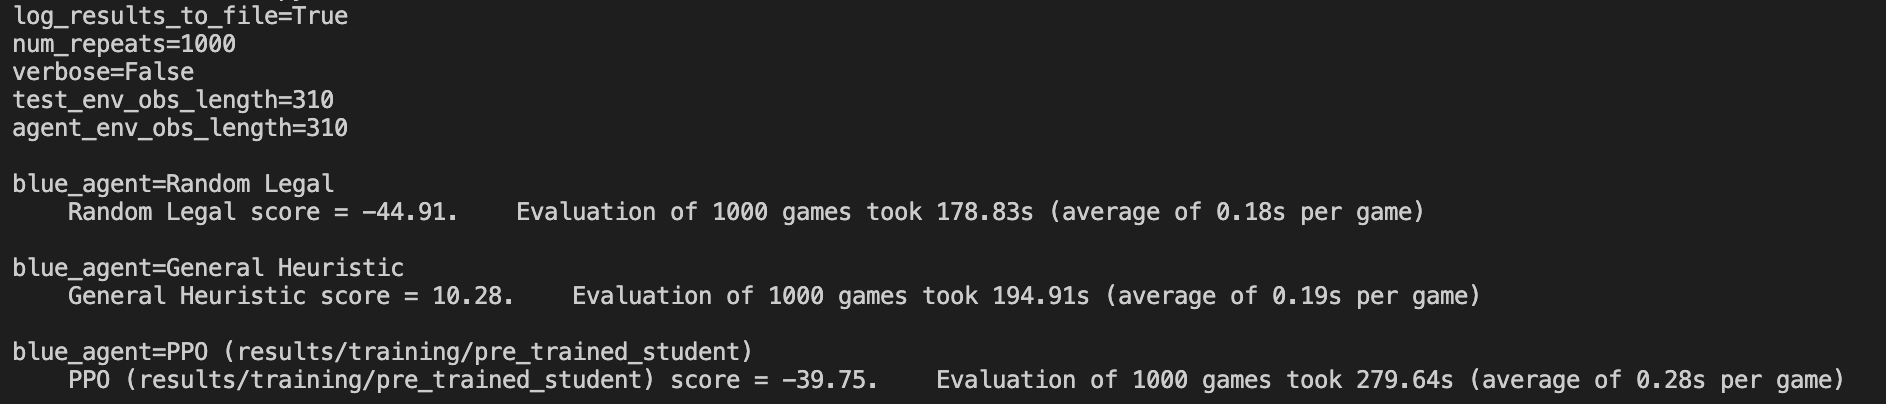 log_results_to_file=True
num_repeats=1000
verbose=False
test_env_obs_length=310
agent_env_obs_length=310
blue_agent=Random Legal
Random Legal score = -44.91.    Evaluation of 1000 games took 178.83s (average of 0.18s per game)
blue_agent=General Heuristic
General Heuristic score = 10.28.    Evaluation of 1000 games took 194.91s (average of 0.19s per game)
blue_agent=PPO (results/training/pre_trained_student)
PPO (results/training/pre_trained_student) score = -39.75.    Evaluation of 1000 games took 279.64s (average of 0.28s per game)